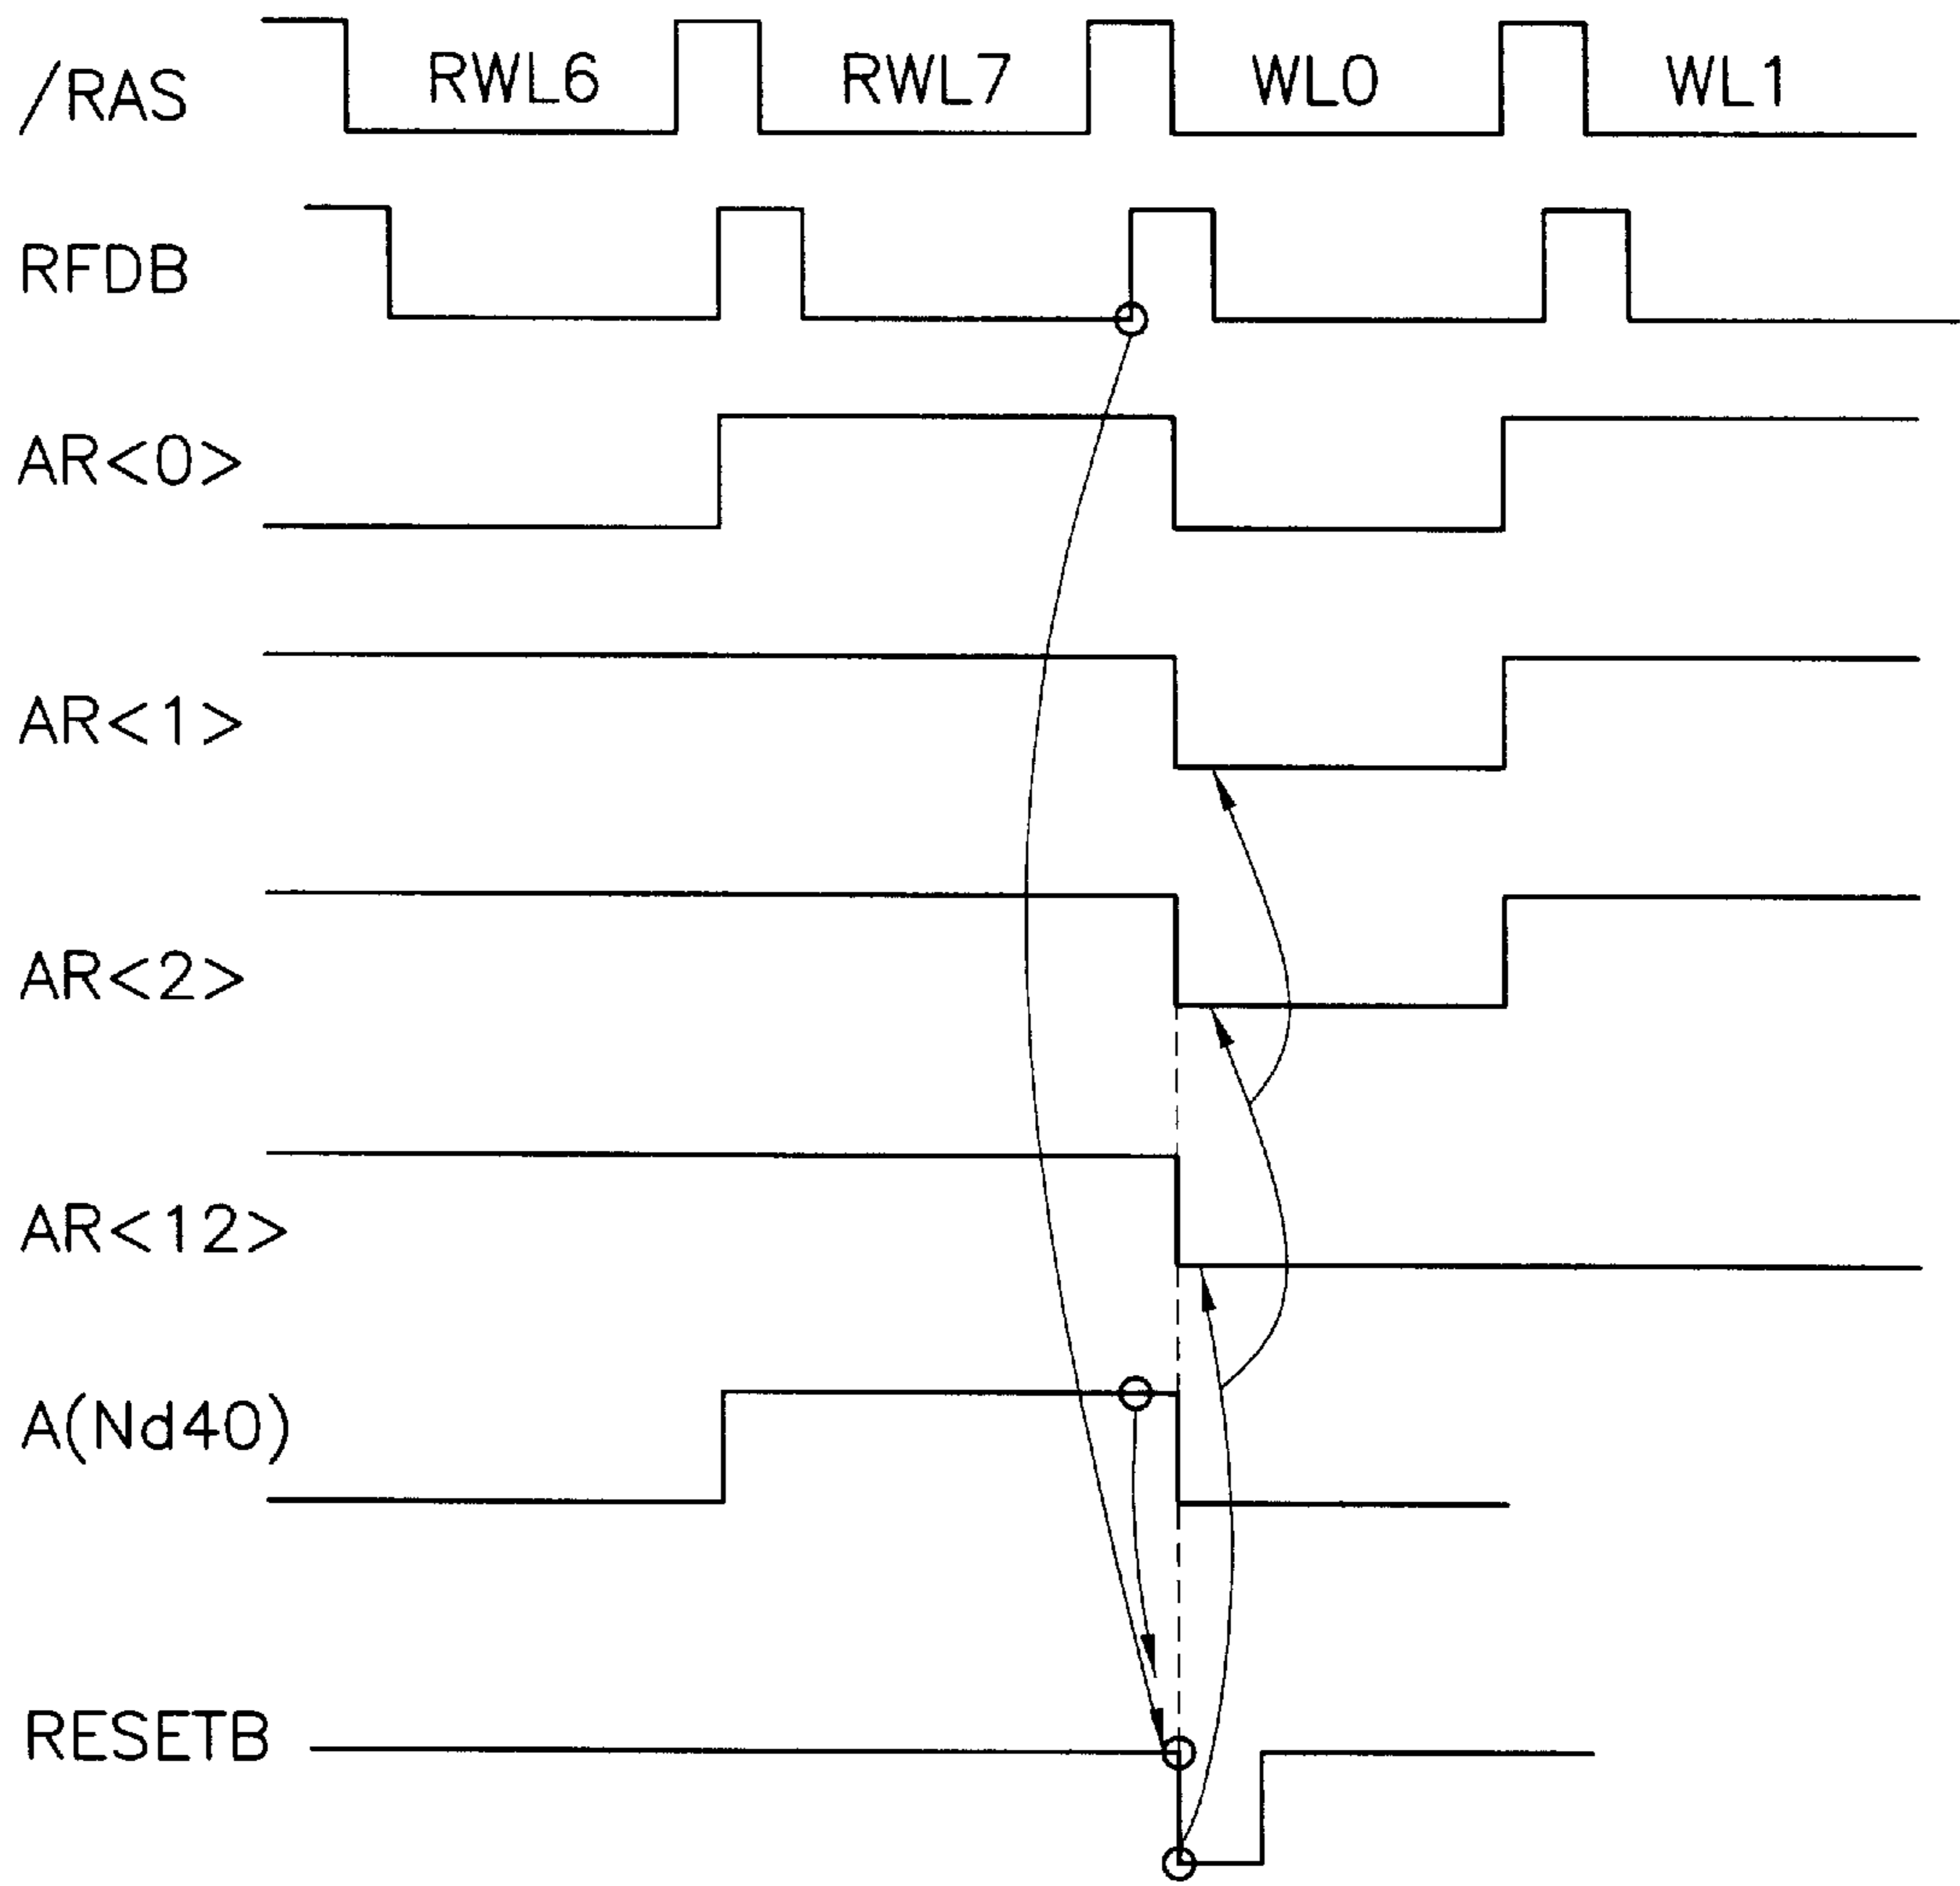 /RAS RWL6 RWL7 WL0 WL1
RFDB
AR<0>
AR<1>
AR<2>
AR<12>
A(Nd40)
RESETB